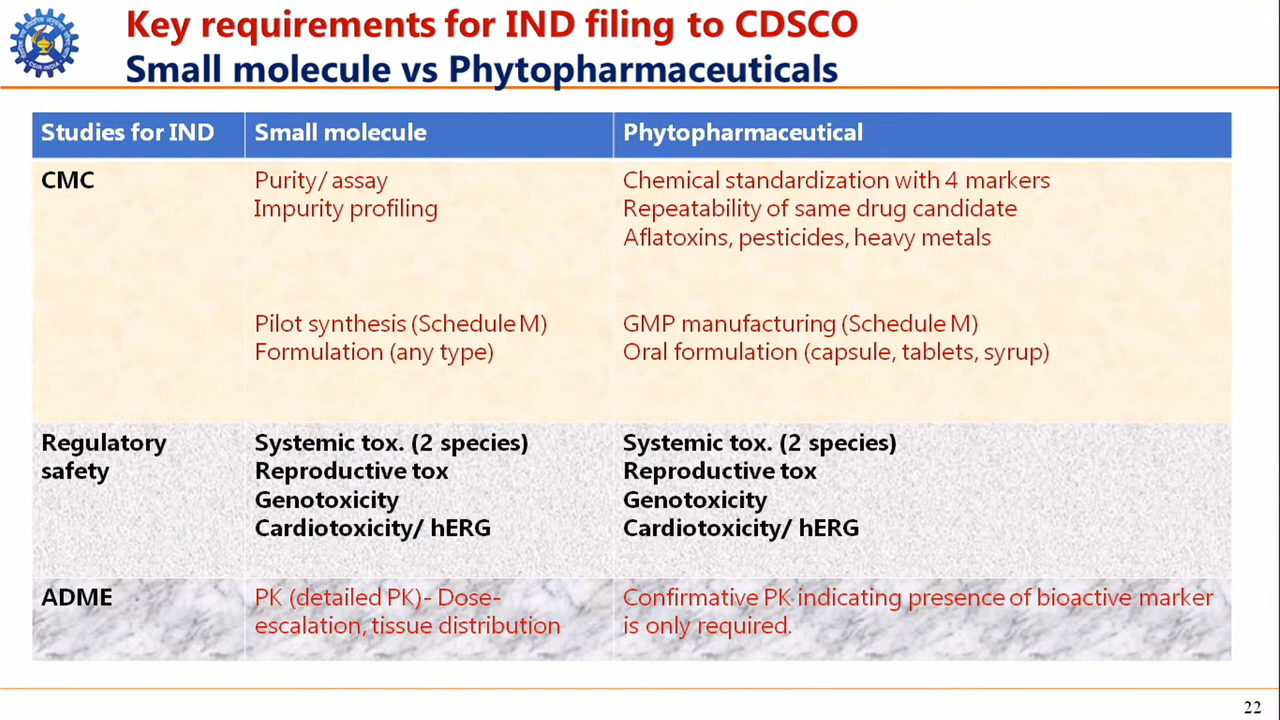 Key requirements for IND filing to CDSCO
Small molecule vs Phytopharmaceuticals
Studies for IND
Small molecule
Phytopharmaceutical
CMC
Purity/ assay
Impurity profiling
Pilot synthesis (Schedule M)
Formulation (any type)
Chemical standardization with 4 markers
Repeatability of same drug candidate
Aflatoxins, pesticides, heavy metals
GMP manufacturing (Schedule M)
Oral formulation (capsule, tablets, syrup)
Regulatory
safety
Systemic tox. (2 species)
Reproductive tox
Genotoxicity
Cardiotoxicity/ hERG
Systemic tox. (2 species)
Reproductive tox
Genotoxicity
Cardiotoxicity/ hERG
ADME
PK (detailed PK)- Dose-
escalation, tissue distribution
Confirmative PK indicating presence of bioactive marker
is only required.
22